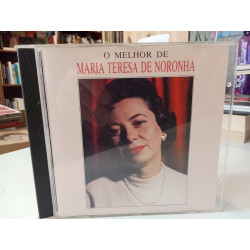 O MELHOR DE
MARIA TERESA DE NORONHA